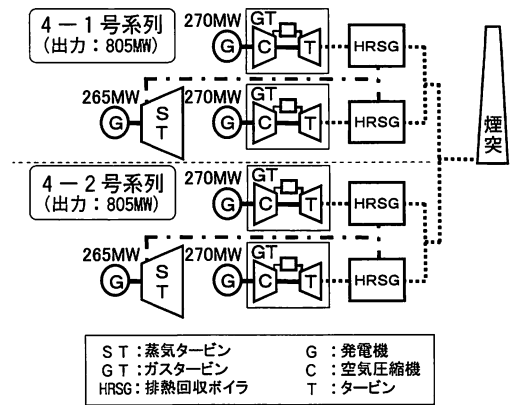 4－1号系列
(出力：805MW)
270MW
GT
G
C
T
HRSG
265MW
G
ST
270MW
GT
G
C
T
HRSG
煙突
4－2号系列
(出力：805MW)
270MW
GT
G
C
T
HRSG
265MW
G
ST
270MW
GT
G
C
T
HRSG
ST：蒸気タービン
G：発電機
GT：ガスタービン
C：空気圧縮機
HRSG：排熱回収ボイラ
T：タービン